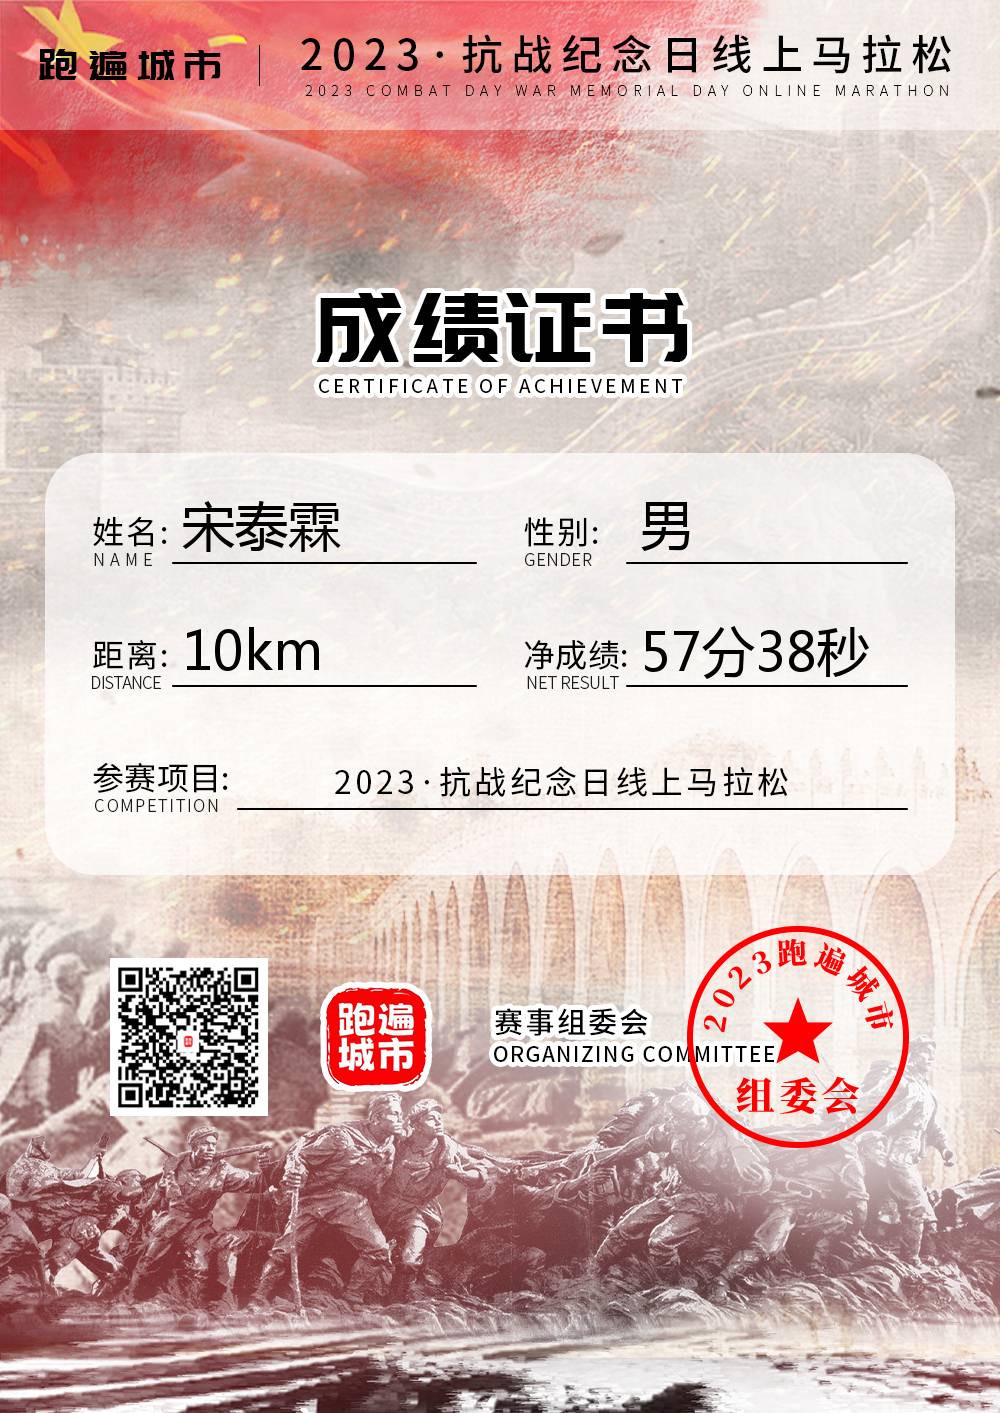 跑遍城市
2023·抗战纪念日线上马拉松
2023 COMBAT DAY WAR MEMORIAL DAY ONLINE MARATHON
成绩证书
CERTIFICATE OF ACHIEVEMENT
姓名: 宋泰霖
NAME
性别: 男
GENDER
距离: 10km
DISTANCE
净成绩: 57分38秒
NET RESULT
参赛项目: 2023·抗战纪念日线上马拉松
COMPETITION
跑遍
城市
赛事组委会
ORGANIZING COMMITTEE
2023跑遍城市
组委会